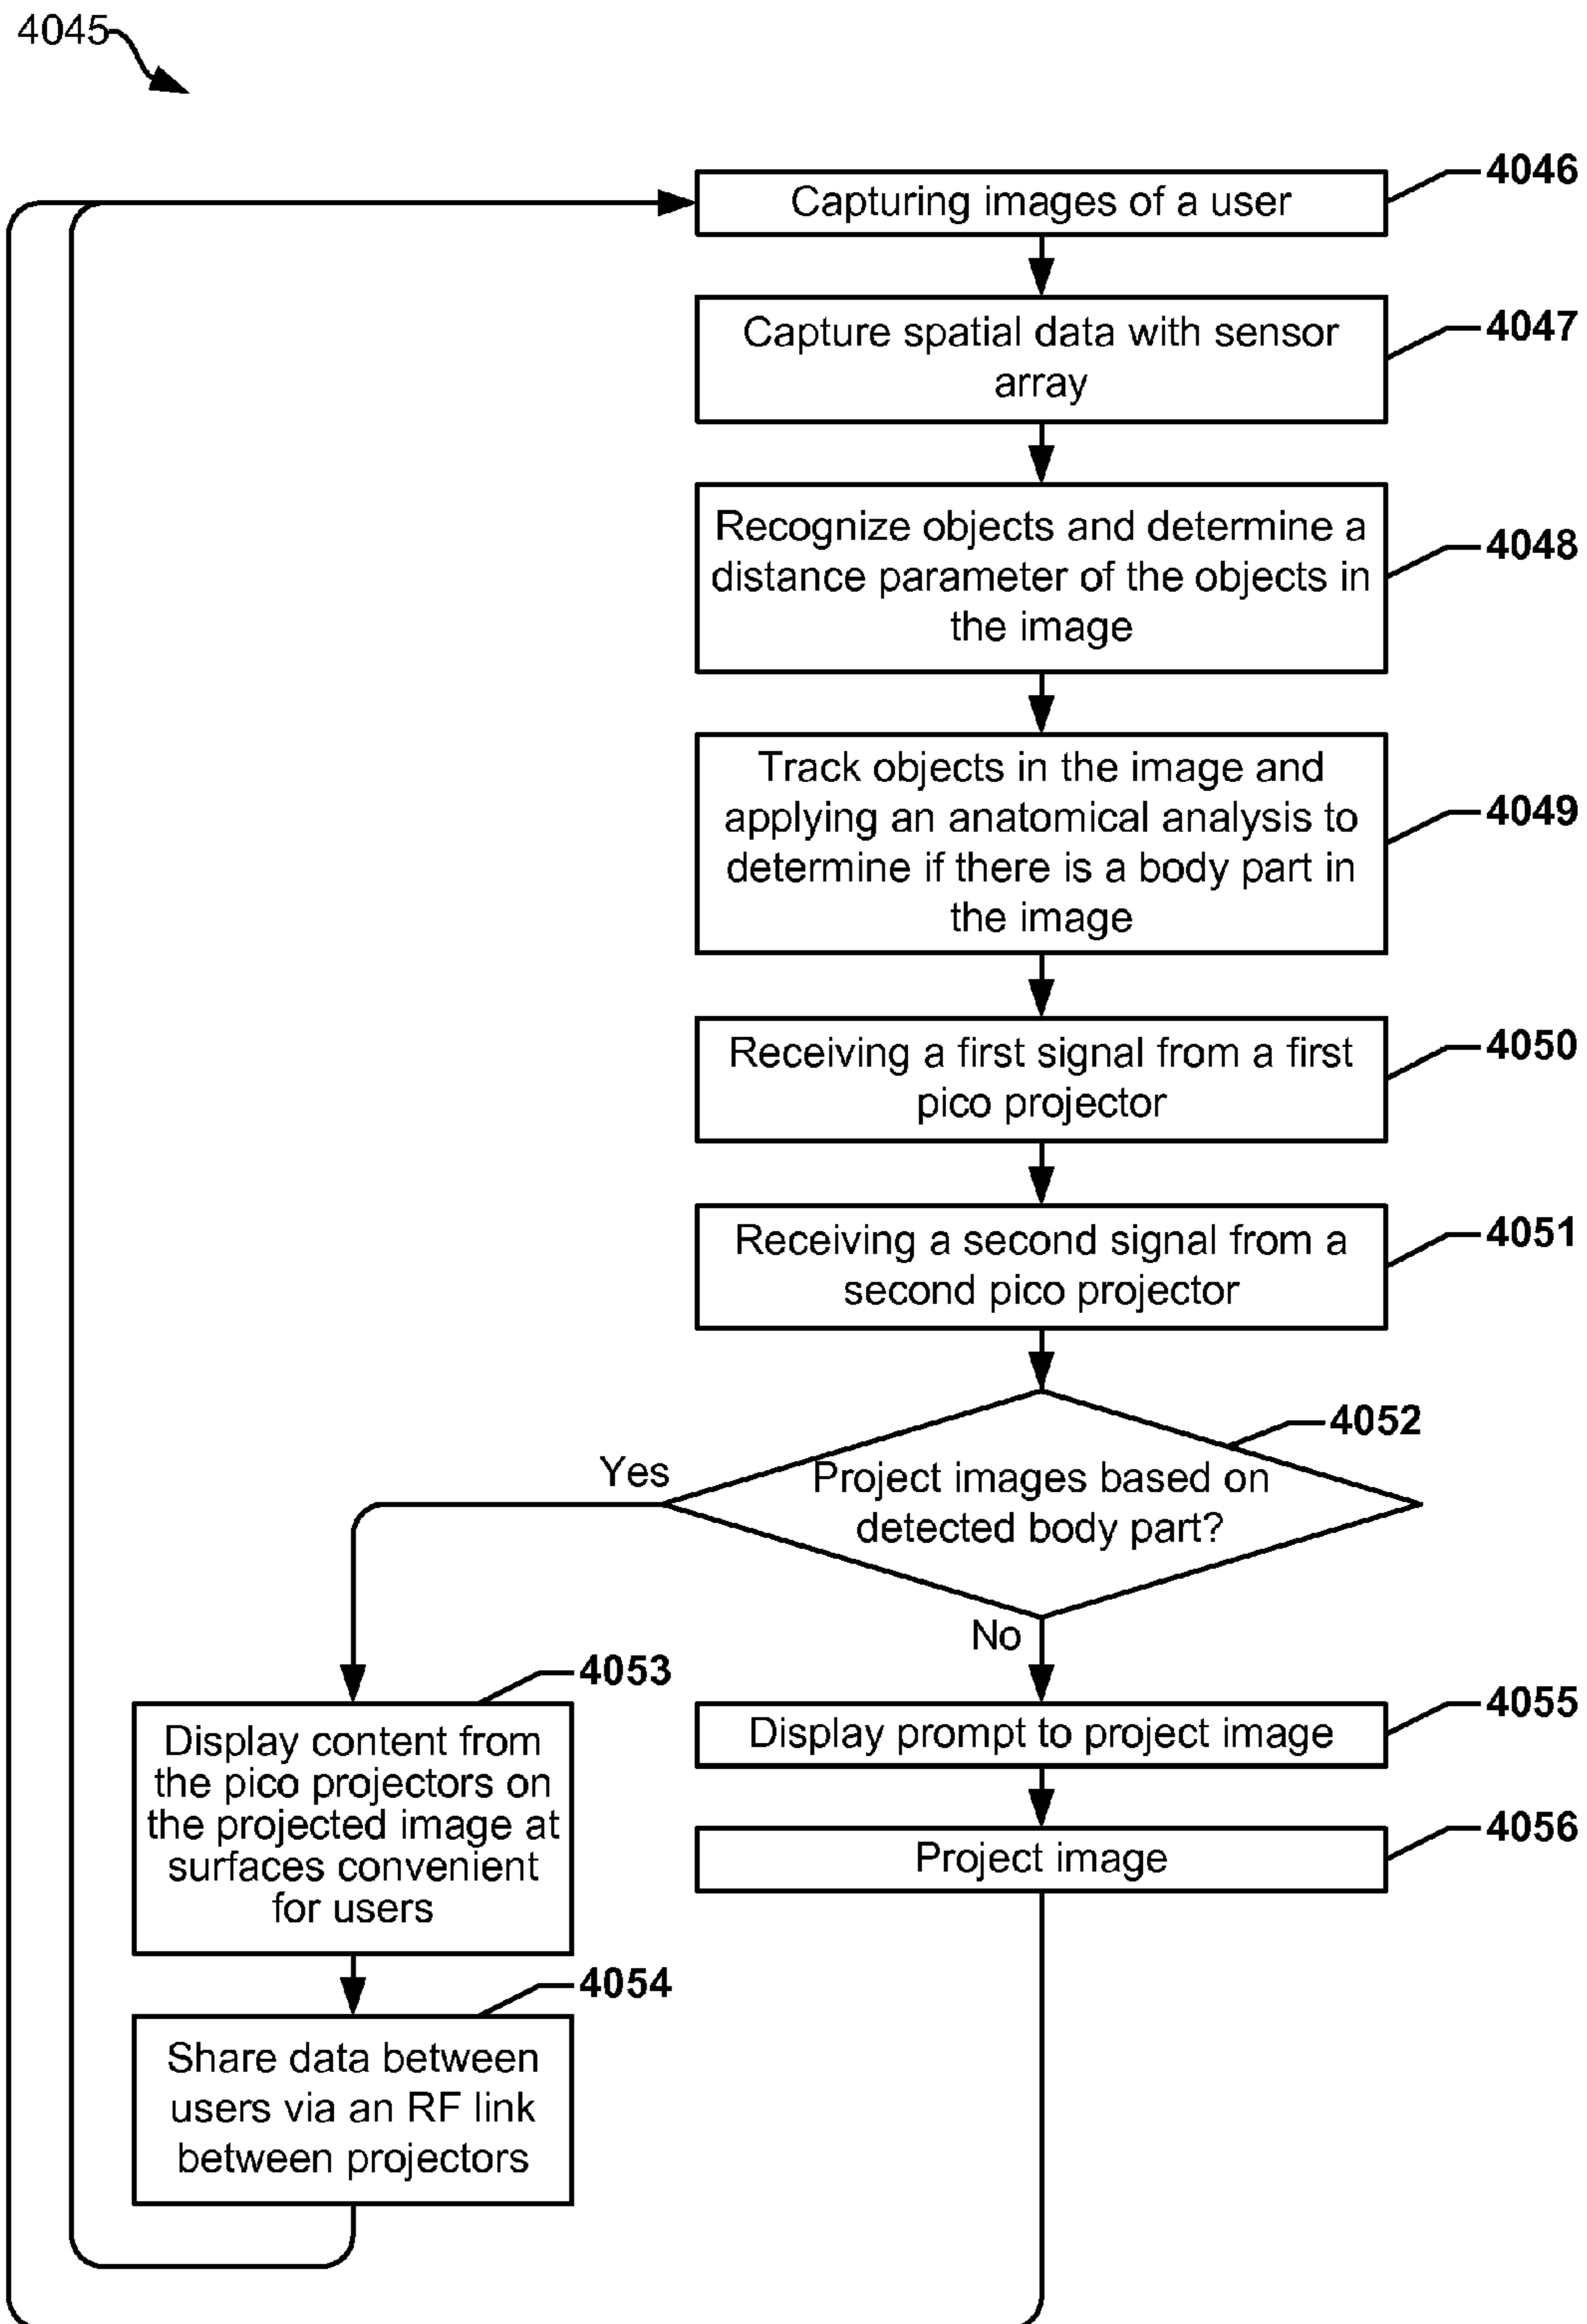 4045
4046
Capturing images of a user
4047
Capture spatial data with sensor
array
4048
Recognize objects and determine a
distance parameter of the objects in
the image
4049
Track objects in the image and
applying an anatomical analysis to
determine if there is a body part in
the image
4050
Receiving a first signal from a first
pico projector
4051
Receiving a second signal from a
second pico projector
4052
Project images based on
detected body part?
Yes
No
4053
Display content from
the pico projectors on
the projected image at
surfaces convenient
for users
4054
Share data between
users via an RF link
between projectors
4055
Display prompt to project image
4056
Project image